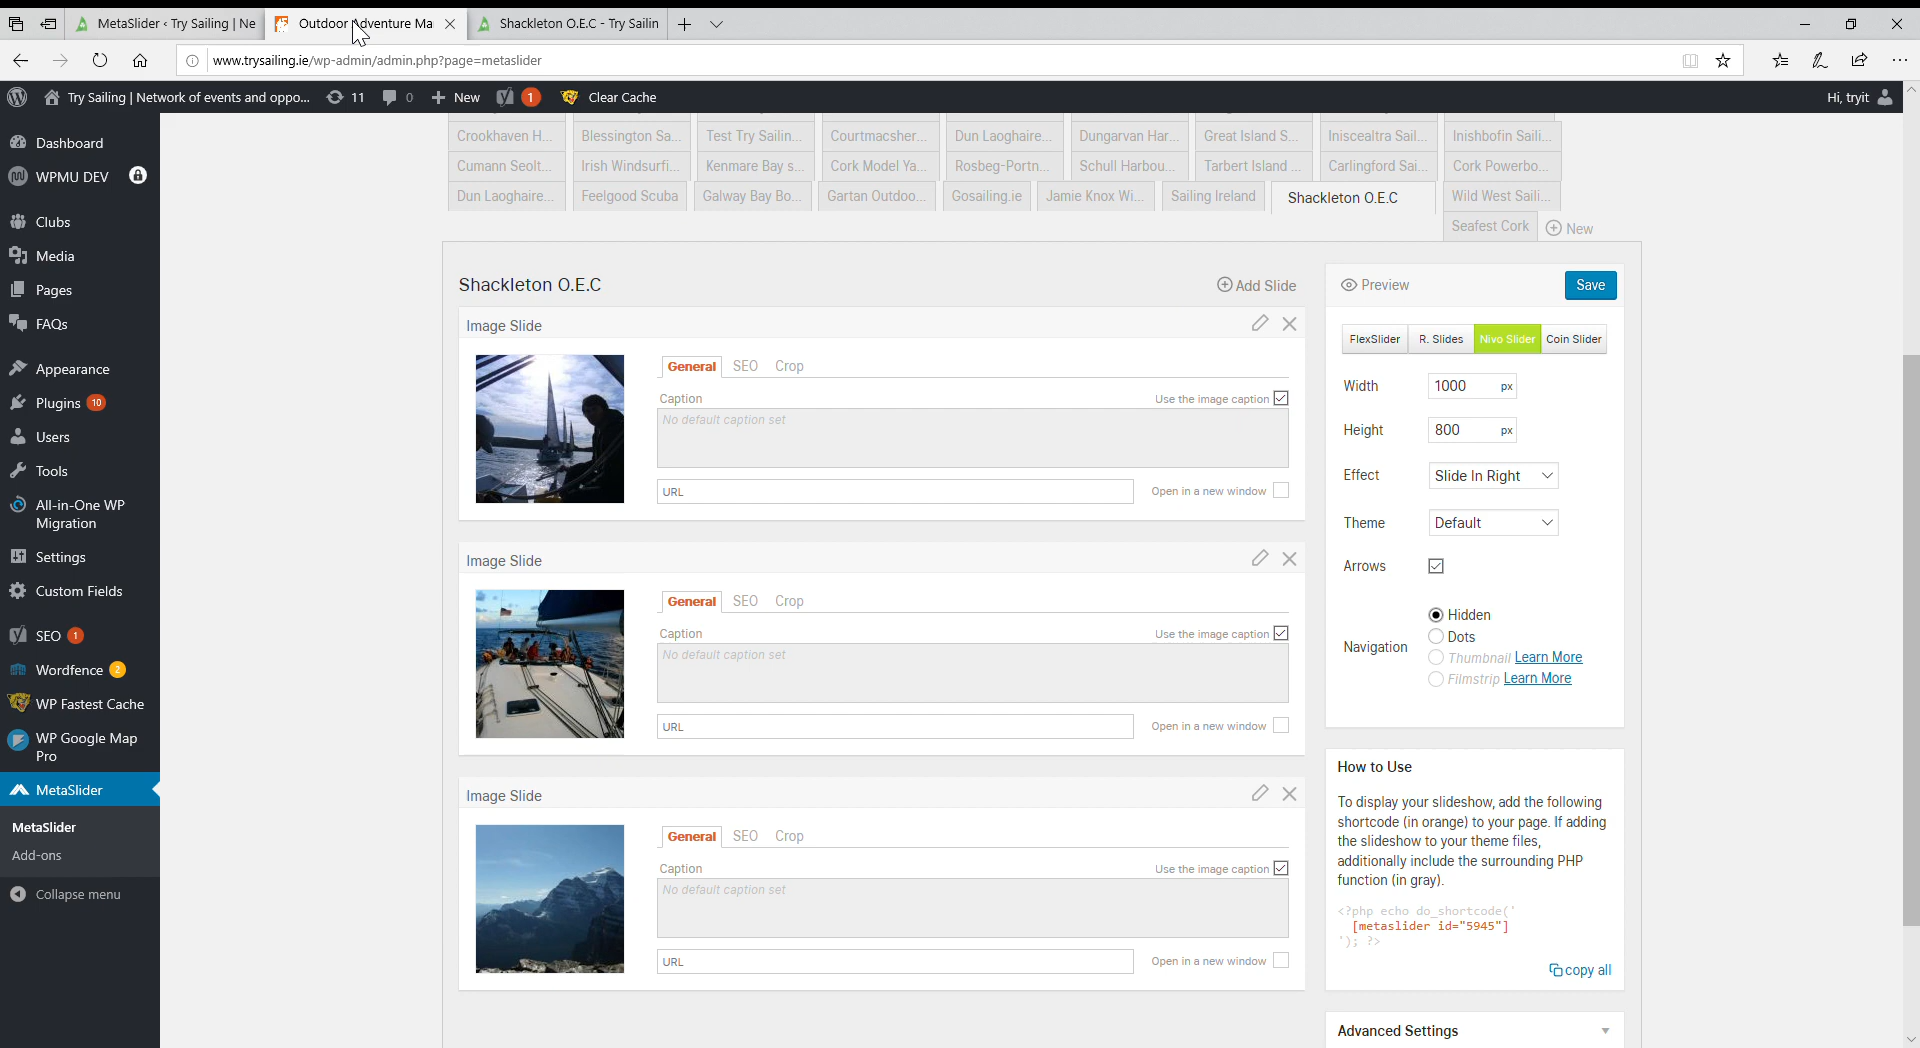 MetaSlider ‹ Try Sailing | Ne
Outdoor Adventure Ma
Shackleton O.E.C - Try Sailin
www.trysailing.ie/wp-admin/admin.php?page=metaslider
Try Sailing | Network of events and oppo...
11
0
New
1
Clear Cache
Hi, tryit
Dashboard
WPMU DEV
Clubs
Media
Pages
FAQs
Appearance
Plugins 10
Users
Tools
All-in-One WP
Migration
Settings
Custom Fields
SEO 1
Wordfence 2
WP Fastest Cache
WP Google Map
Pro
MetaSlider
MetaSlider
Add-ons
Collapse menu
Crookhaven H... Blessington Sa... Test Try Sailin... Courtmacsher... Dun Laoghaire... Dungarvan Har... Great Island S... Iniscealtra Sail... Inishbofin Saili...
Cumann Seolt... Irish Windsurfi... Kenmare Bay s... Cork Model Ya... Rosbeg-Portn... Schull Harbou... Tarbert Island ... Carlingford Sai... Cork Powerbo...
Dun Laoghaire... Feelgood Scuba Galway Bay Bo... Gartan Outdoo... Gosailing.ie Jamie Knox Wi... Sailing Ireland Shackleton O.E.C Wild West Saili...
Seafest Cork New
Shackleton O.E.C
Add Slide
Image Slide
General SEO Crop
Caption
Use the image caption
No default caption set
URL
Open in a new window
Image Slide
General SEO Crop
Caption
Use the image caption
No default caption set
URL
Open in a new window
Image Slide
General SEO Crop
Caption
Use the image caption
No default caption set
URL
Open in a new window
Preview
Save
FlexSlider R. Slides Nivo Slider Coin Slider
Width 1000 px
Height 800 px
Effect Slide In Right
Theme Default
Arrows
Navigation
Hidden
Dots
Thumbnail Learn More
Filmstrip Learn More
How to Use
To display your slideshow, add the following
shortcode (in orange) to your page. If adding
the slideshow to your theme files,
additionally include the surrounding PHP
function (in gray).
<?php echo do_shortcode('
[metaslider id="5945"]
'); ?>
copy all
Advanced Settings